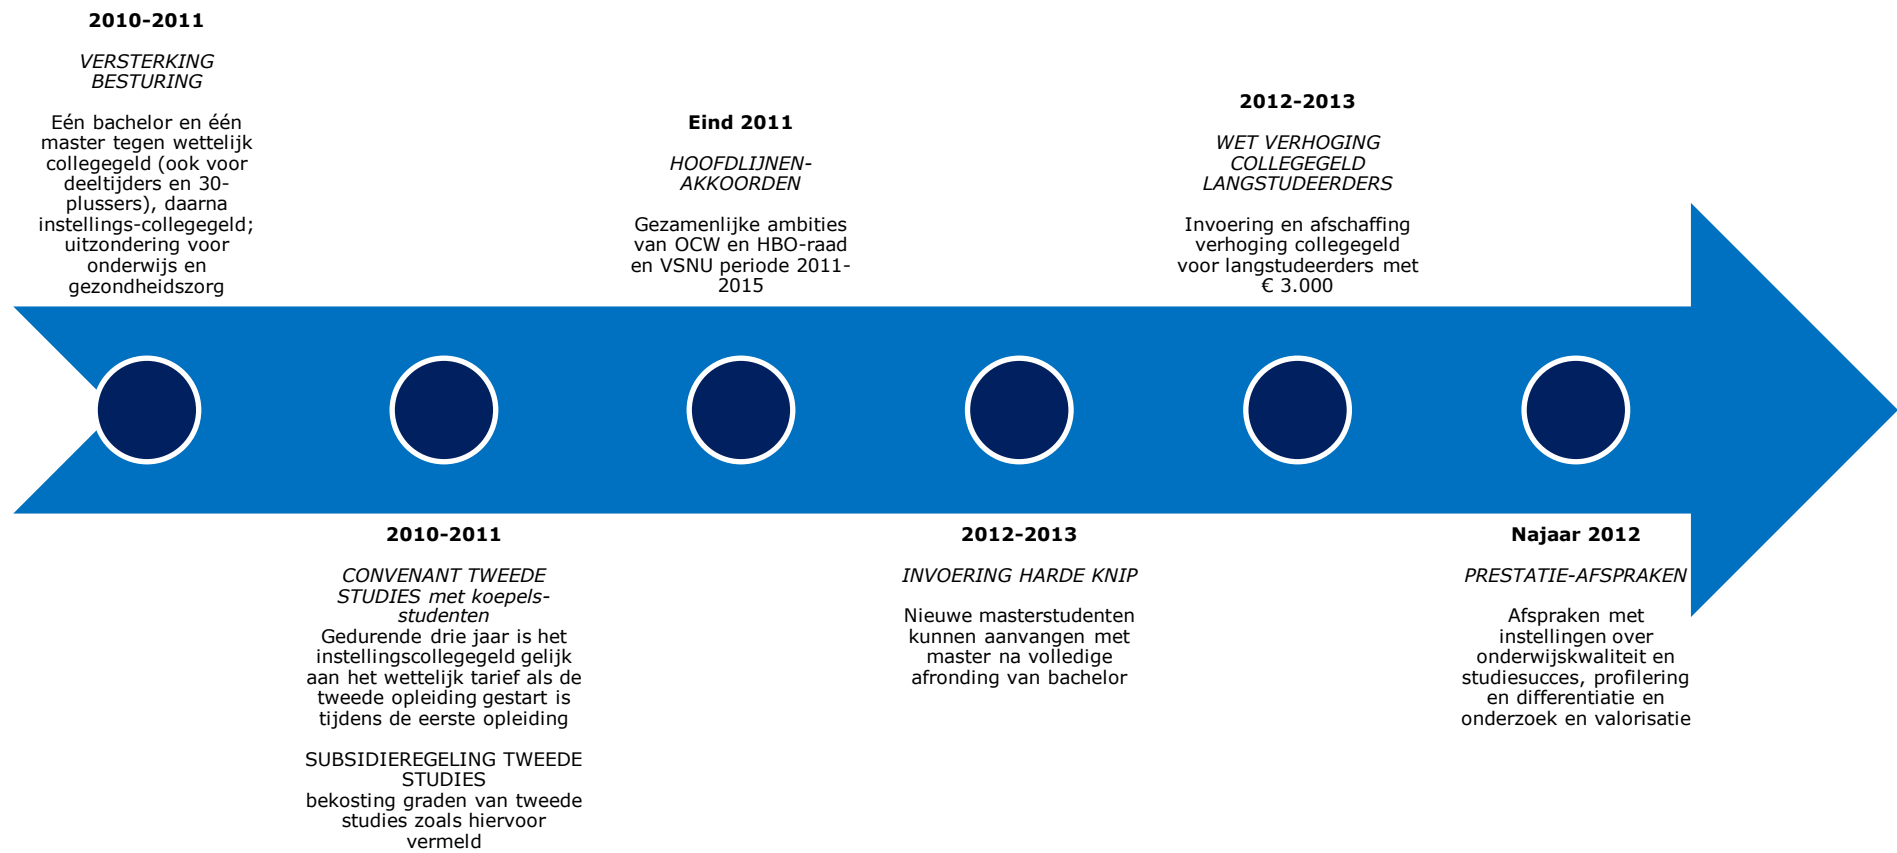 2010-2011
VERSTERKING
BESTURING
Eén bachelor en één
master tegen wettelijk
collegegeld (ook voor
deeltijders en 30-
plussers), daarna
instellings-collegegeld;
uitzondering voor
onderwijs en
gezondheidszorg
2010-2011
CONVENANT TWEEDE
STUDIES met koepels-
studenten
Gedurende drie jaar is het
instellingscollegegeld gelijk
aan het wettelijk tarief als de
tweede opleiding gestart is
tijdens de eerste opleiding
SUBSIDIEREGELING TWEEDE
STUDIES
bekosting graden van tweede
studies zoals hiervoor
vermeld
Eind 2011
HOOFDLIJNEN-
AKKOORDEN
Gezamenlijke ambities
van OCW en HBO-raad
en VSNU periode 2011-
2015
2012-2013
INVOERING HARDE KNIP
Nieuwe masterstudenten
kunnen aanvangen met
master na volledige
afronding van bachelor
2012-2013
WET VERHOGING
COLLEGEGELD
LANGSTUDEERDERS
Invoering en afschaffing
verhoging collegegeld
voor langstudeerders met
€ 3.000
Najaar 2012
PRESTATIE-AFSPRAKEN
Afspraken met
instellingen over
onderwijskwaliteit en
studiesucces, profilering
en differentiatie en
onderzoek en valorisatie